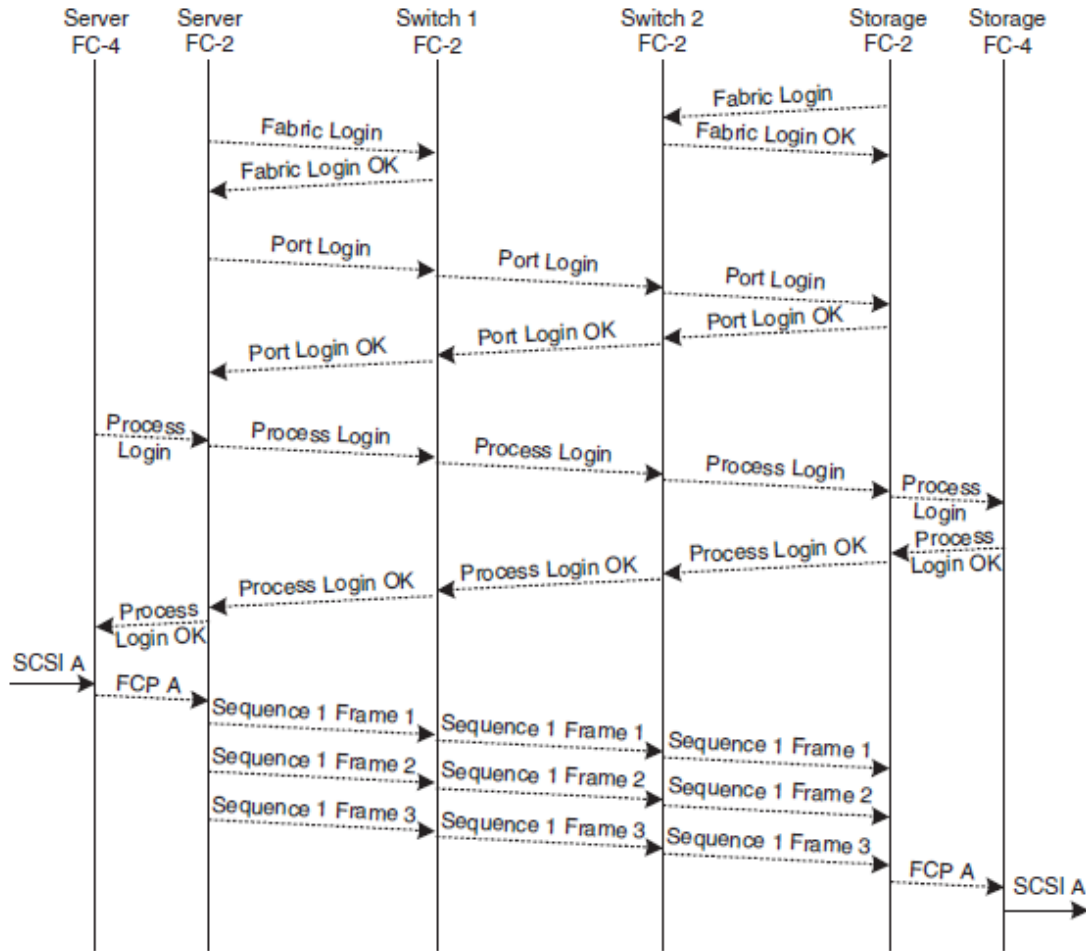 Server Server Switch 1 Switch 2 Storage Storage
FC-4 FC-2 FC-2 FC-2 FC-2 FC-4
Fabric Login
Fabric Login
Fabric Login OK
Fabric Login OK
Port Login
Port Login
Port Login
Port Login OK
Port Login OK
Port Login OK
Process
Login
Process Login
Process Login
Process Login
Process
Login
Process
Login OK
Process Login OK
Process Login OK
Process Login OK
Process
Login OK
SCSI A
FCP A
Sequence 1 Frame 1
Sequence 1 Frame 1
Sequence 1 Frame 1
Sequence 1 Frame 2
Sequence 1 Frame 2
Sequence 1 Frame 2
Sequence 1 Frame 3
Sequence 1 Frame 3
Sequence 1 Frame 3
FCP A
SCSI A